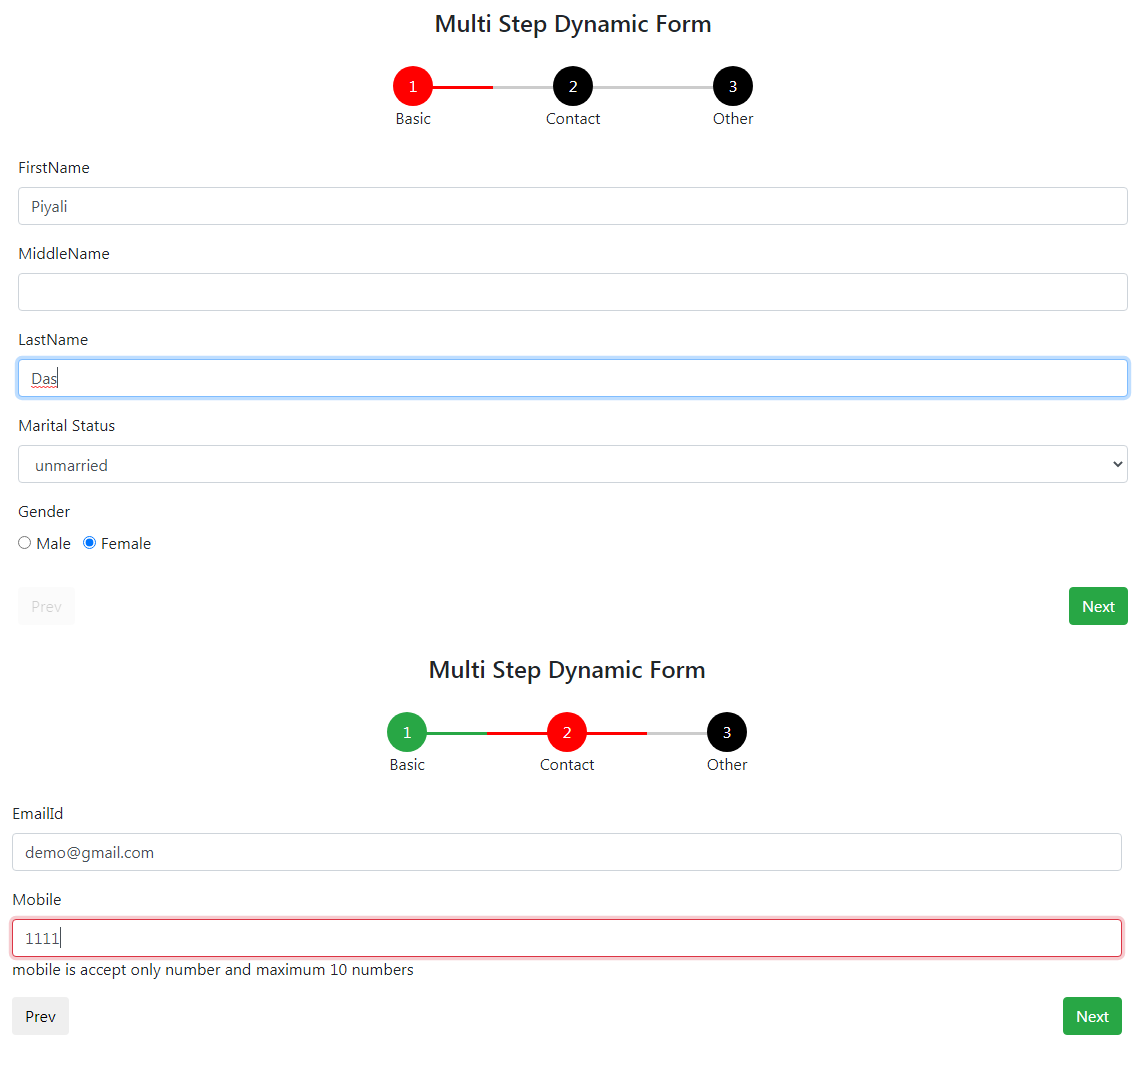 Multi Step Dynamic Form
1 2 3
Basic Contact Other
FirstName
Piyali
MiddleName
LastName
Das
Marital Status
unmarried
Gender
Male Female
Prev Next
Multi Step Dynamic Form
1 2 3
Basic Contact Other
EmailId
demo@gmail.com
Mobile
1111
mobile is accept only number and maximum 10 numbers
Prev Next